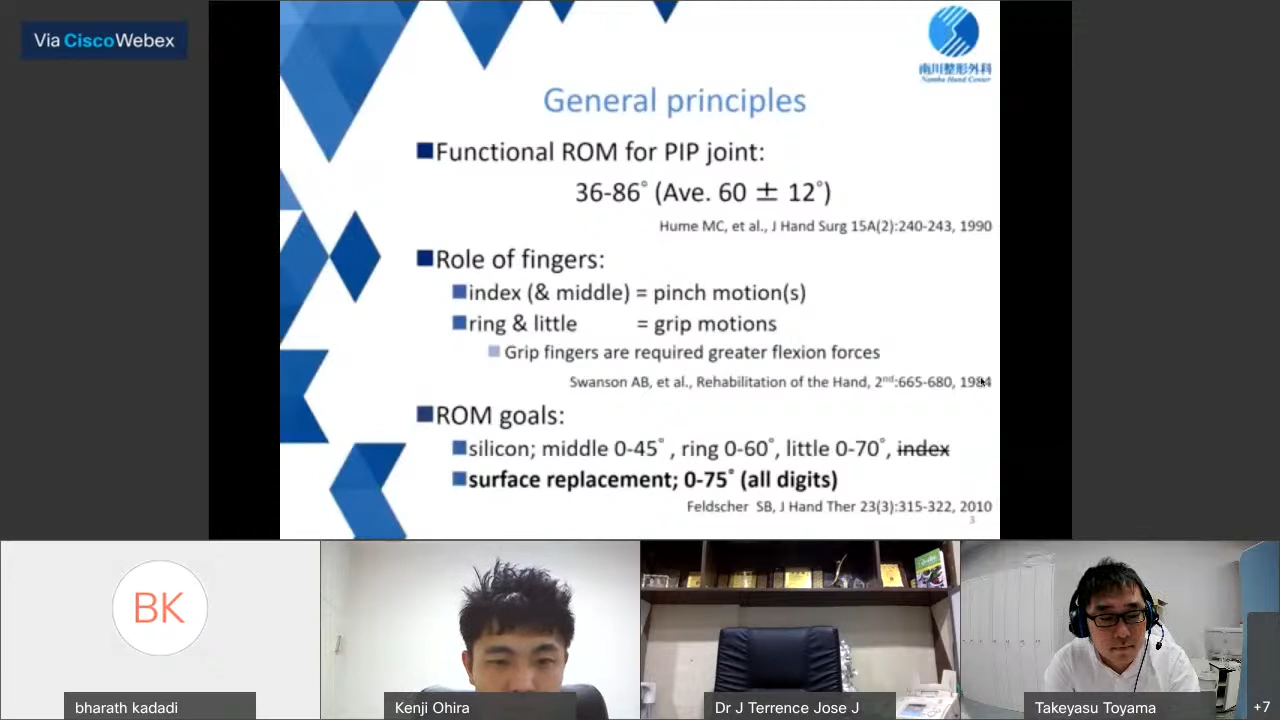 Via CiscoWebex
南川整形外科
Namba Hand Center
General principles
Functional ROM for PIP joint:
36-86° (Ave. 60 ± 12°)
Hume MC, et al., J Hand Surg 15A(2):240-243, 1990
Role of fingers:
index (& middle) = pinch motion(s)
ring & little = grip motions
Grip fingers are required greater flexion forces
Swanson AB, et al., Rehabilitation of the Hand, 2nd:665-680, 1984
ROM goals:
silicon; middle 0-45°, ring 0-60°, little 0-70°, index
surface replacement; 0-75° (all digits)
Feldscher SB, J Hand Ther 23(3):315-322, 2010
3
BK
bharath kadadi
Kenji Ohira
Dr J Terrence Jose J
Takeyasu Toyama
+7